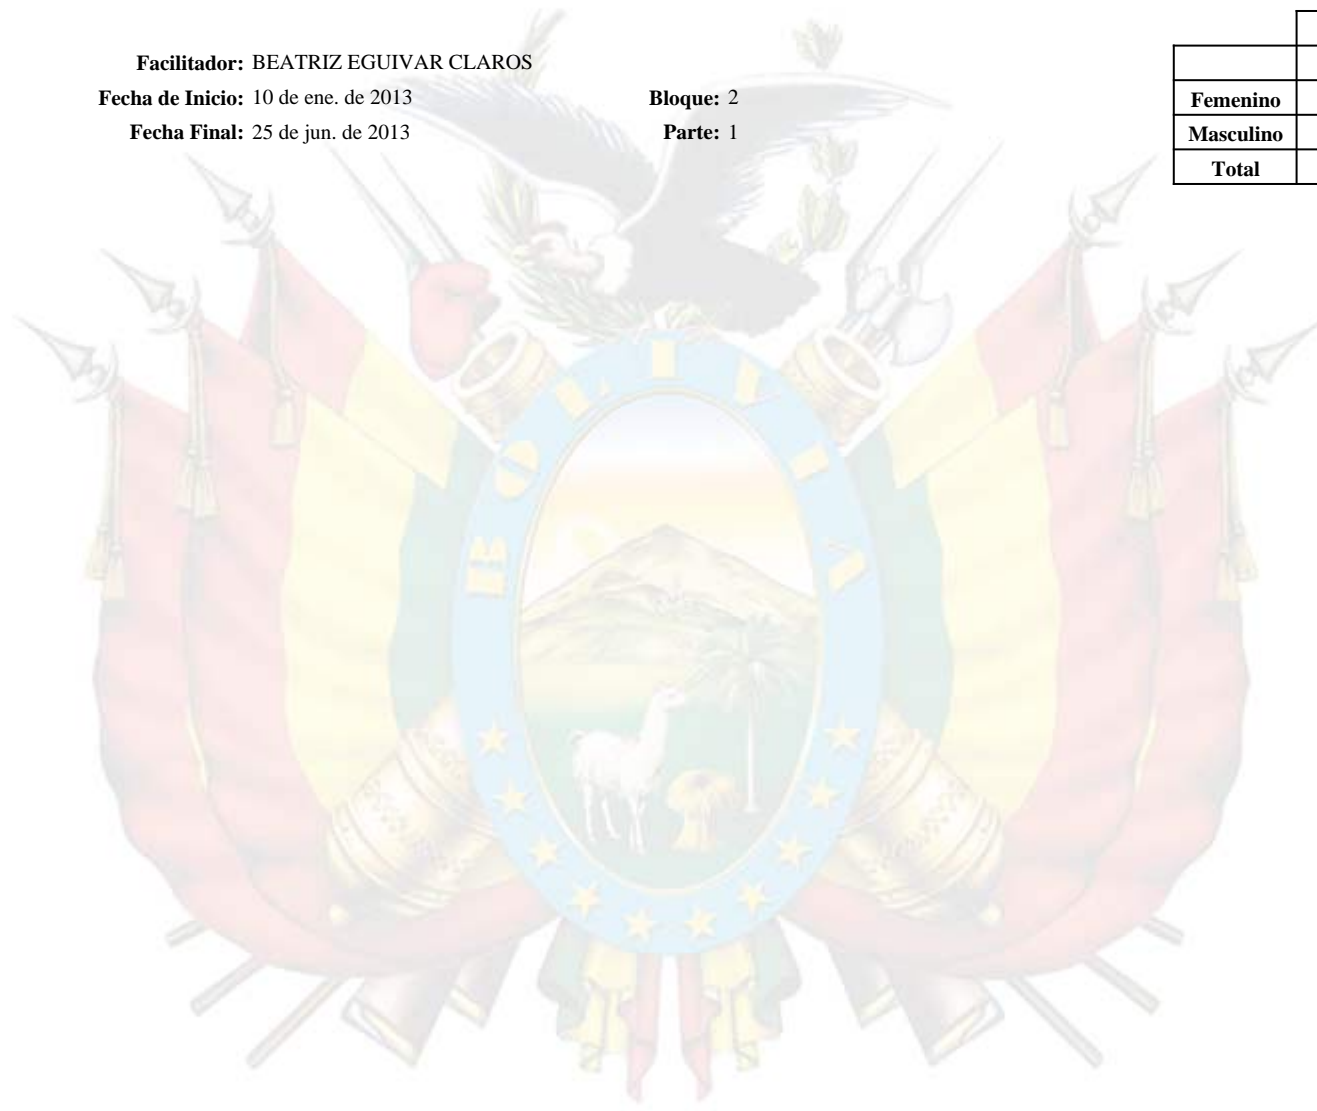 Facilitador: BEATRIZ EGUIVAR CLAROS
Fecha de Inicio: 10 de ene. de 2013 Bloque: 2
Fecha Final: 25 de jun. de 2013 Parte: 1
Femenino
Masculino
Total
BOLIVIA